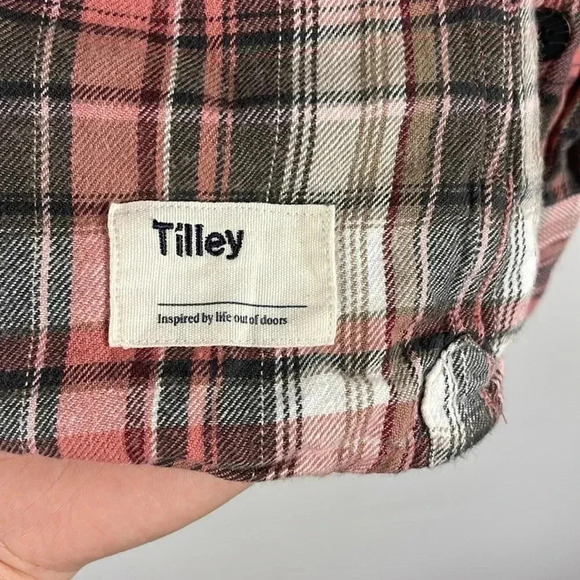 Tilley
Inspired by life out of doors